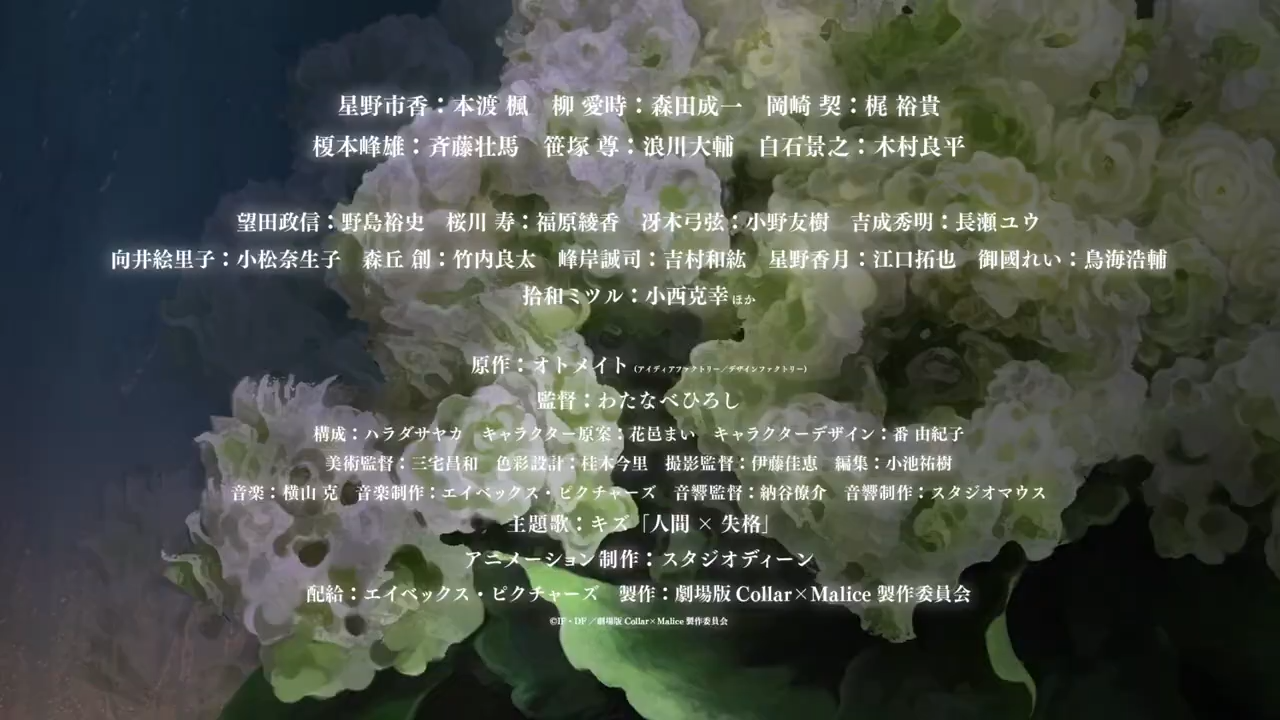 星野市香：本渡 楓　柳 愛時：森田成一　岡崎 契：梶 裕貴
榎本峰雄：斉藤壮馬　笹塚 尊：浪川大輔　白石景之：木村良平
望田政信：野島裕史　桜川 寿：福原綾香　冴木弓弦：小野友樹　吉成秀明：長瀬ユウ
向井絵里子：小松奈生子　森丘 創：竹内良太　峰岸誠司：吉村和紘　星野香月：江口拓也　御國れい：鳥海浩輔
拾和ミツル：小西克幸 ほか
原作：オトメイト（アイディアファクトリー／デザインファクトリー）
監督：わたなべひろし
構成：ハラダサヤカ　キャラクター原案：花邑まい　キャラクターデザイン：番 由紀子
美術監督：三宅昌和　色彩設計：桂木今里　撮影監督：伊藤佳恵　編集：小池祐樹
音楽：横山 克　音楽制作：エイベックス・ピクチャーズ　音響監督：納谷僚介　音響制作：スタジオマウス
主題歌：キズ「人間 × 失格」
アニメーション制作：スタジオディーン
配給：エイベックス・ピクチャーズ　製作：劇場版 Collar×Malice 製作委員会
©IF・DF／劇場版 Collar×Malice 製作委員会